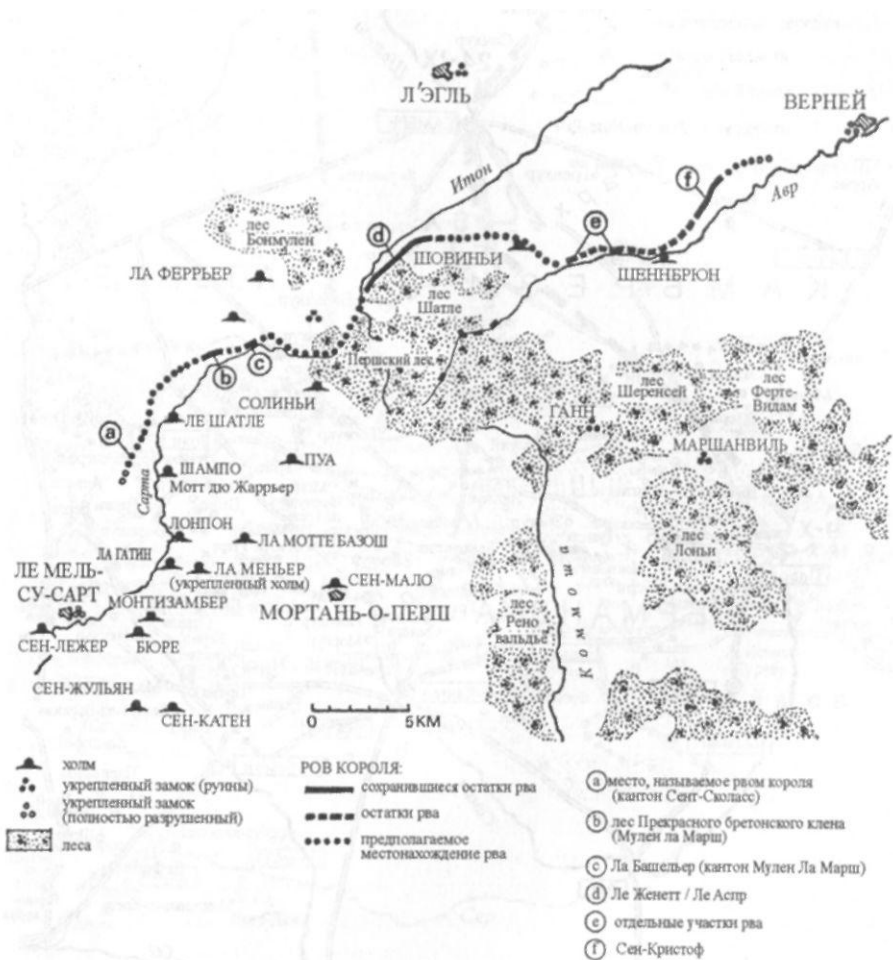 Л'ЭГЛЬ
ВЕРНЕЙ
Итон
Авр
f
лес
Бонмулен
d
e
ШОВИНЬИ
ШЕННБРЮН
ЛА ФЕРРЬЕР
лес
Шатле
Першский лес
b
c
СОЛИНЬИ
лес
Шеренсей
лес
Ферте-
Видам
ГАНН
a
ЛЕ ШАТЛЕ
МАРШАНВИЛЬ
ПУА
ШАМПО
Мотт дю Жаррьер
Сарта
лес
Лоньи
ЛОНПОН
ЛА МОТТЕ БАЗОШ
ЛА ГАТИН
ЛЕ МЕЛЬ-
СУ-САРТ
ЛА МЕНЬЕР
(укрепленный холм)
СЕН-МАЛО
МОРТАНЬ-О-ПЕРШ
МОНТИЗАМБЕР
лес
Рено
вальдье
Коммоша
СЕН-ЛЕЖЕР
БЮРЕ
СЕН-ЖУЛЬЯН
СЕН-КАТЕН
0 5 КМ
холм
укрепленный замок (руины)
укрепленный замок
(полностью разрушенный)
леса
РОВ КОРОЛЯ:
сохранившиеся остатки рва
остатки рва
предполагаемое
местонахождение рва
a место, называемое рвом короля
(кантон Сент-Сколасс)
b лес Прекрасного бретонского клена
(Мулен ла Марш)
c Ла Башельер (кантон Мулен Ла Марш)
d Ле Женетт / Ле Аспр
e отдельные участки рва
f Сен-Кристоф